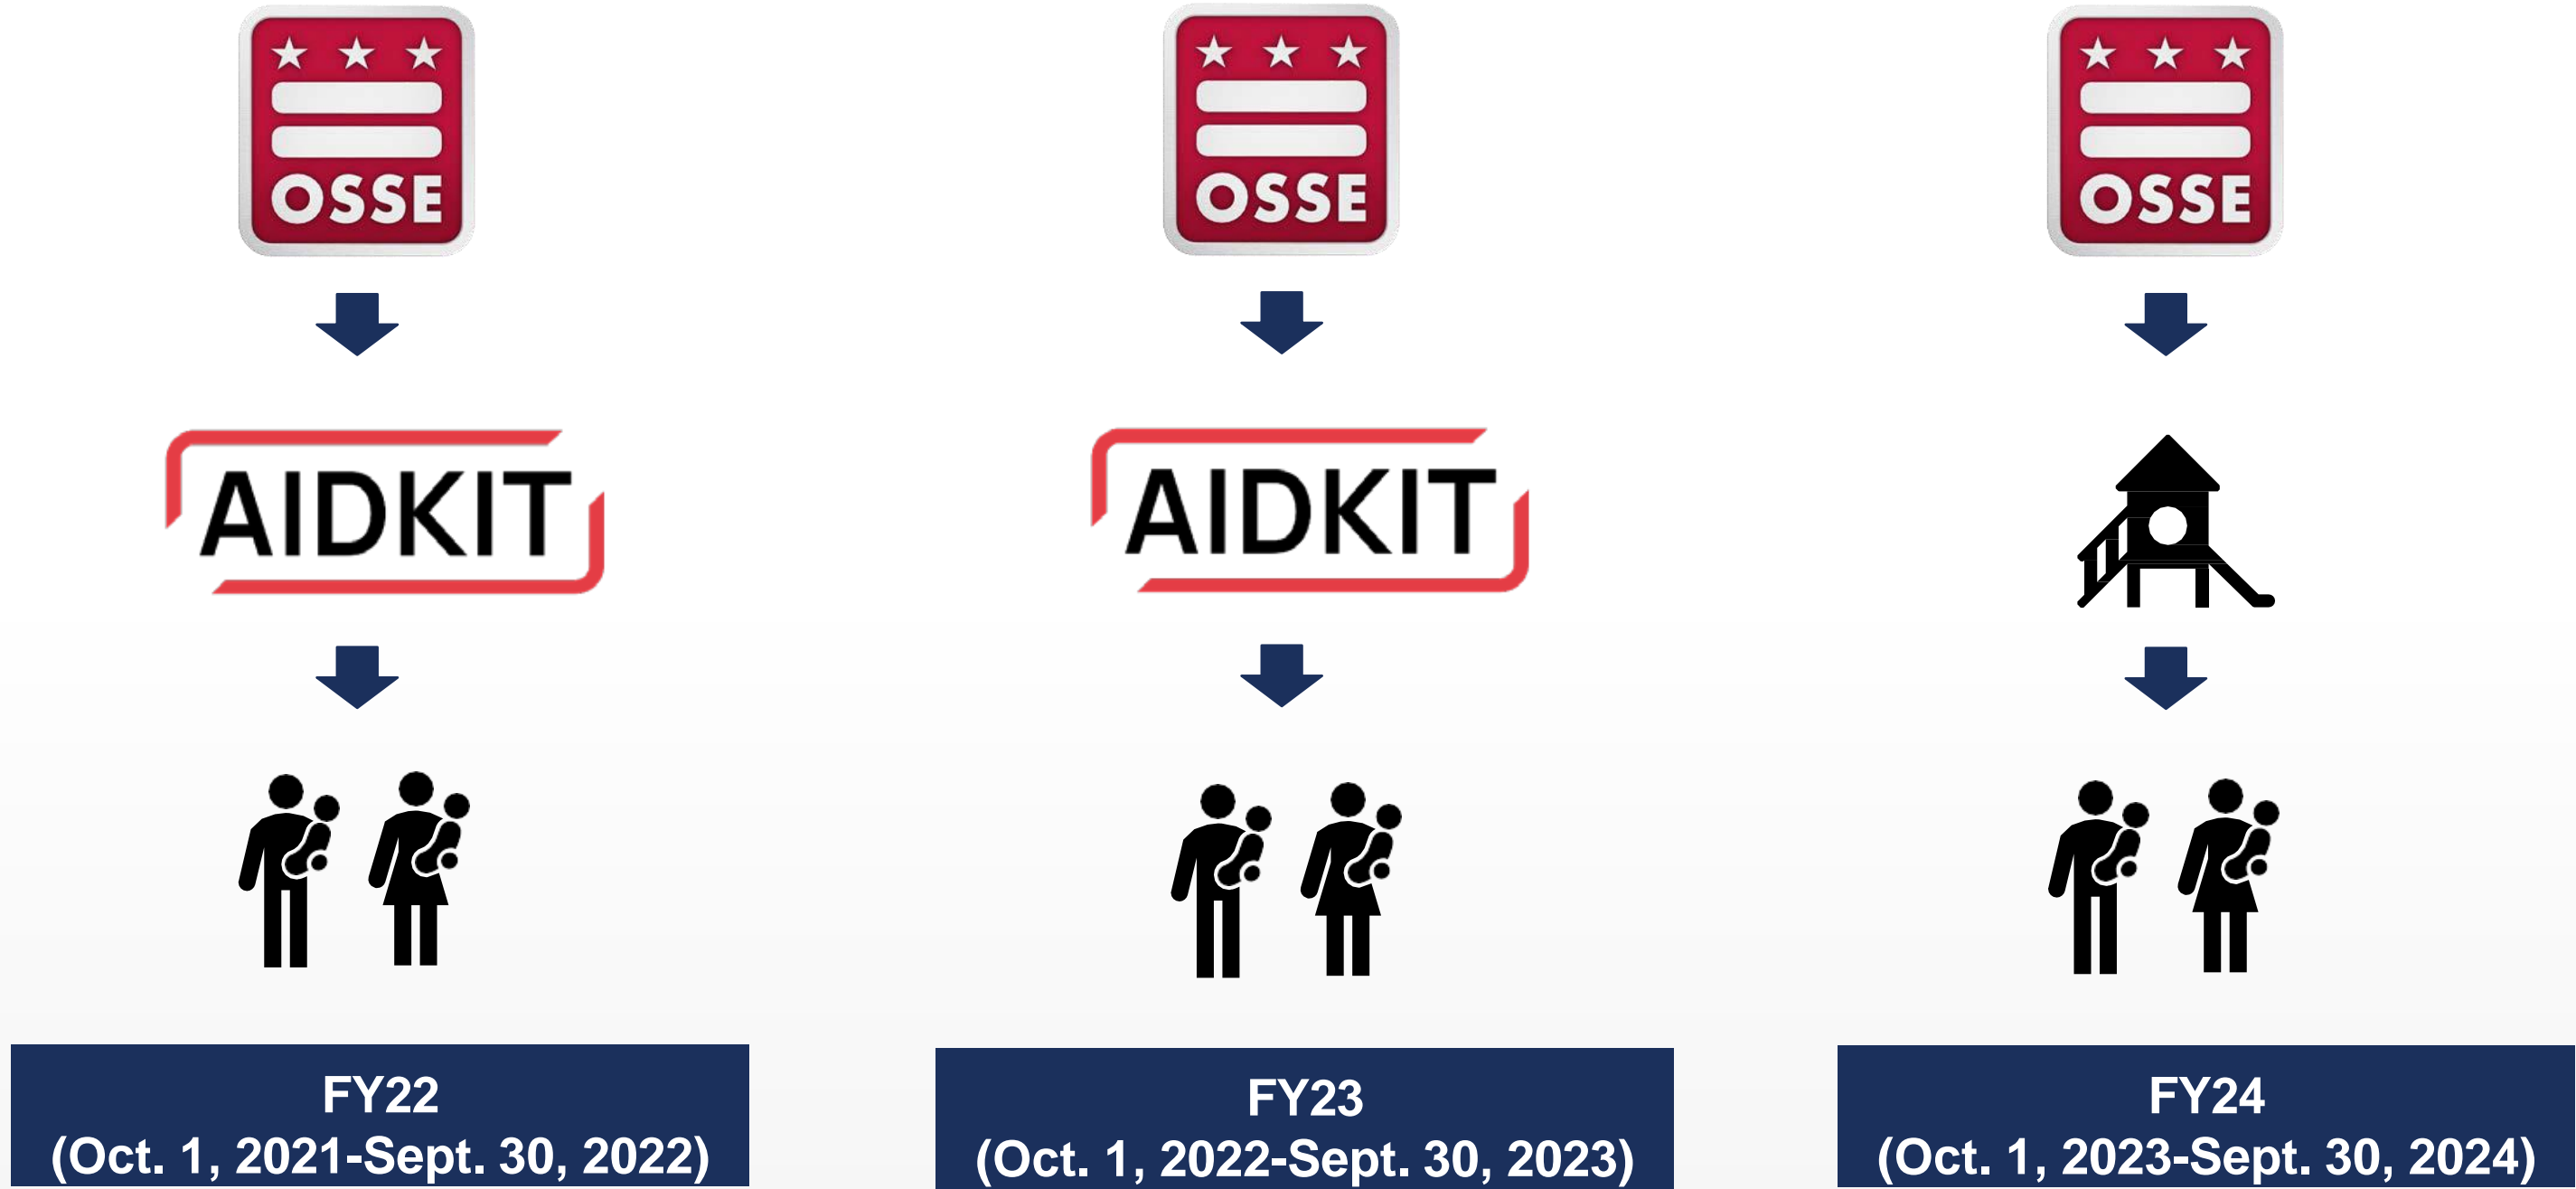 OSSE
OSSE
OSSE
AIDKIT
AIDKIT
FY22
(Oct. 1, 2021-Sept. 30, 2022)
FY23
(Oct. 1, 2022-Sept. 30, 2023)
FY24
(Oct. 1, 2023-Sept. 30, 2024)